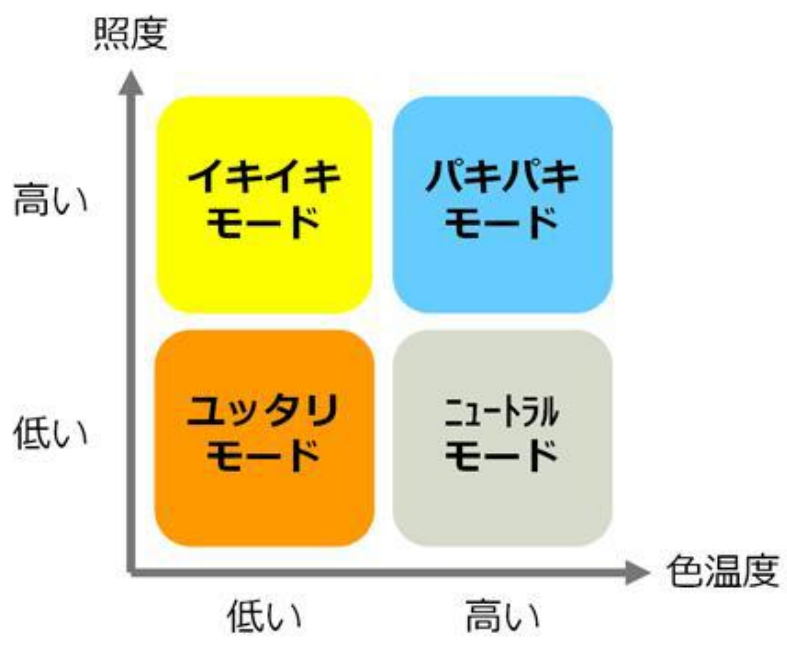 照度
高い
イキイキ
モード
パキパキ
モード
低い
ユッタリ
モード
ﾆｭｰﾄﾗﾙ
モード
色温度
低い
高い